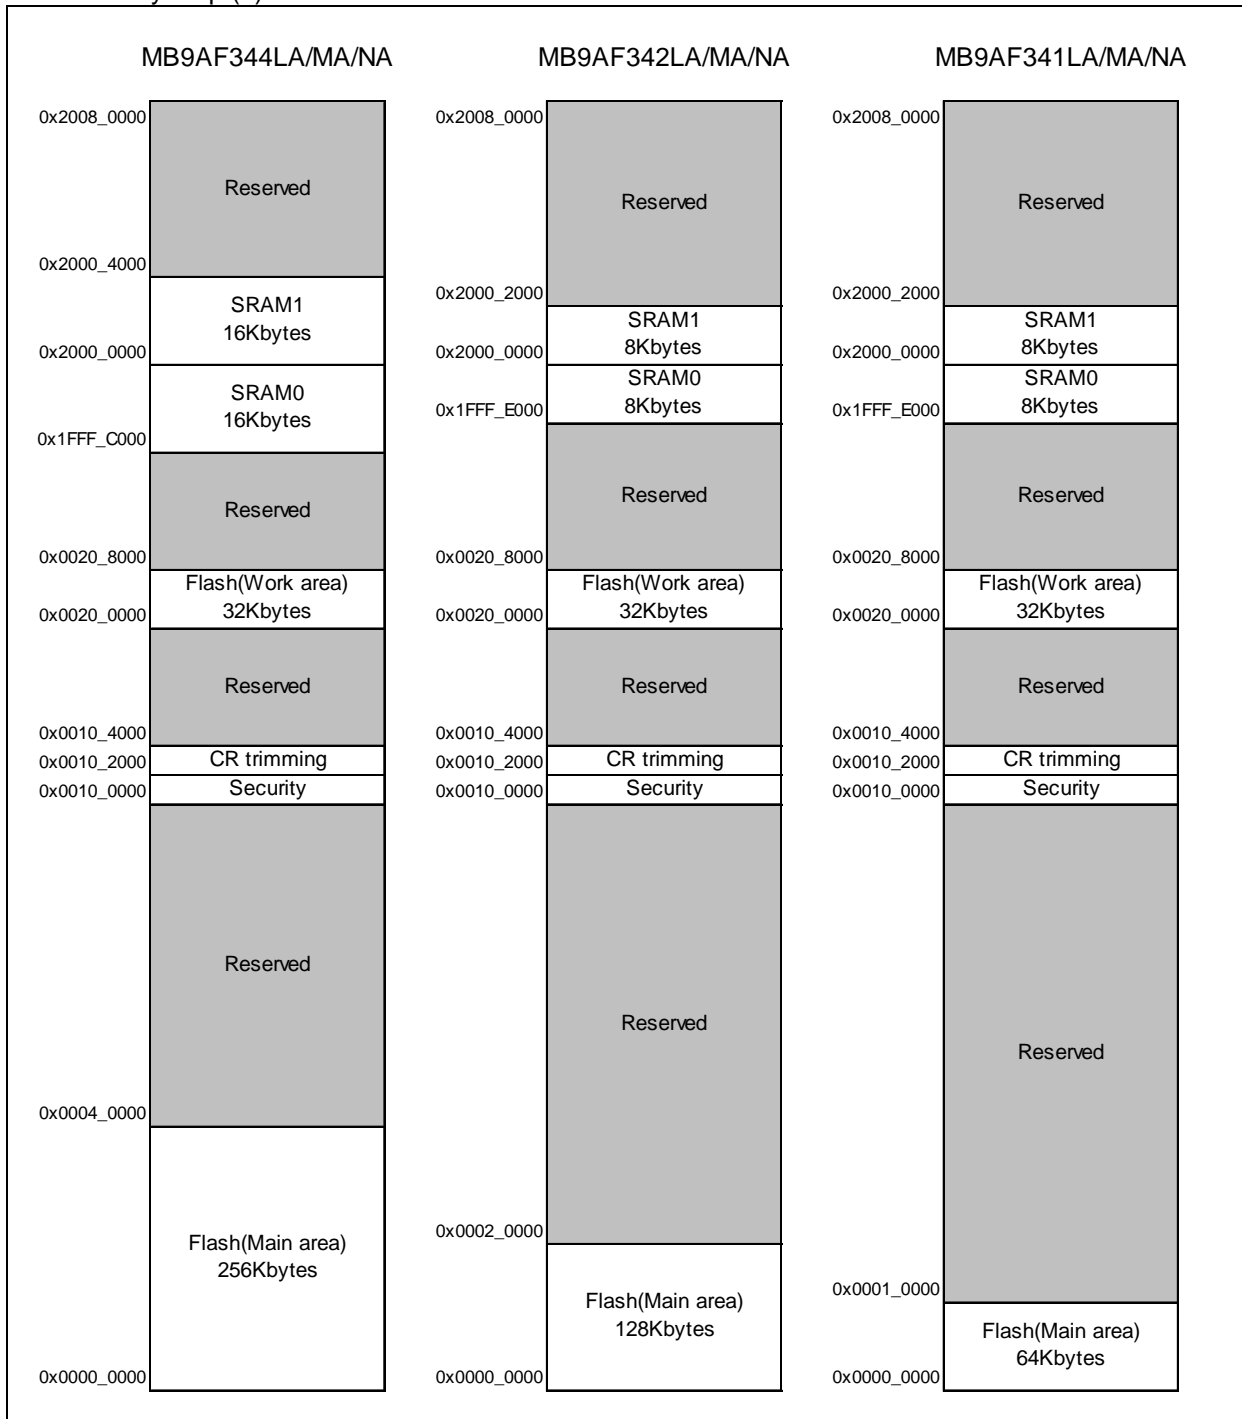 MB9AF344LA/MA/NA
0x2008_0000
Reserved
0x2000_4000
SRAM1
16Kbytes
0x2000_0000
SRAM0
16Kbytes
0x1FFF_C000
Reserved
0x0020_8000
Flash(Work area)
32Kbytes
0x0020_0000
Reserved
0x0010_4000
CR trimming
0x0010_2000
Security
0x0010_0000
Reserved
0x0004_0000
Flash(Main area)
256Kbytes
0x0000_0000
MB9AF342LA/MA/NA
0x2008_0000
Reserved
0x2000_2000
SRAM1
8Kbytes
0x2000_0000
SRAM0
8Kbytes
0x1FFF_E000
Reserved
0x0020_8000
Flash(Work area)
32Kbytes
0x0020_0000
Reserved
0x0010_4000
CR trimming
0x0010_2000
Security
0x0010_0000
Reserved
0x0002_0000
Flash(Main area)
128Kbytes
0x0000_0000
MB9AF341LA/MA/NA
0x2008_0000
Reserved
0x2000_2000
SRAM1
8Kbytes
0x2000_0000
SRAM0
8Kbytes
0x1FFF_E000
Reserved
0x0020_8000
Flash(Work area)
32Kbytes
0x0020_0000
Reserved
0x0010_4000
CR trimming
0x0010_2000
Security
0x0010_0000
Reserved
0x0001_0000
Flash(Main area)
64Kbytes
0x0000_0000